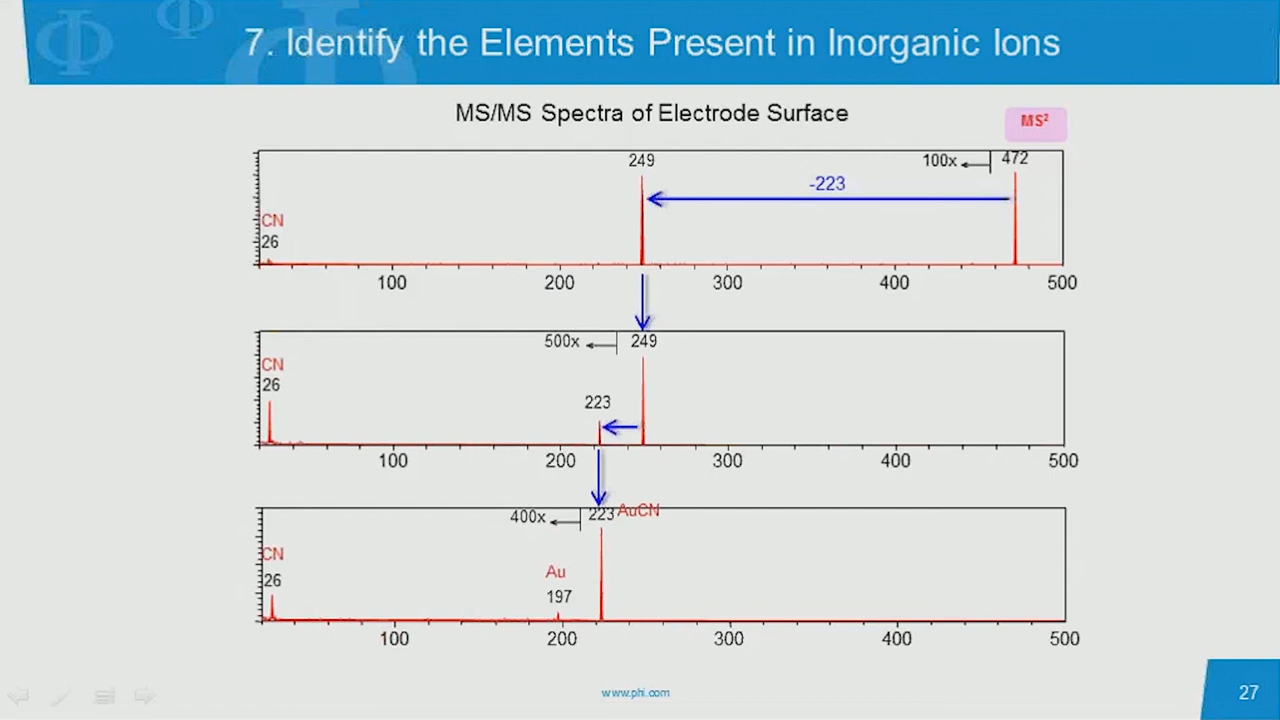 7. Identify the Elements Present in Inorganic Ions
MS/MS Spectra of Electrode Surface
MS²
249
100x
472
-223
CN
26
100
200
300
400
500
500x
249
CN
26
223
100
200
300
400
500
400x
223
AuCN
CN
26
Au
197
100
200
300
400
500
www.phi.com
27